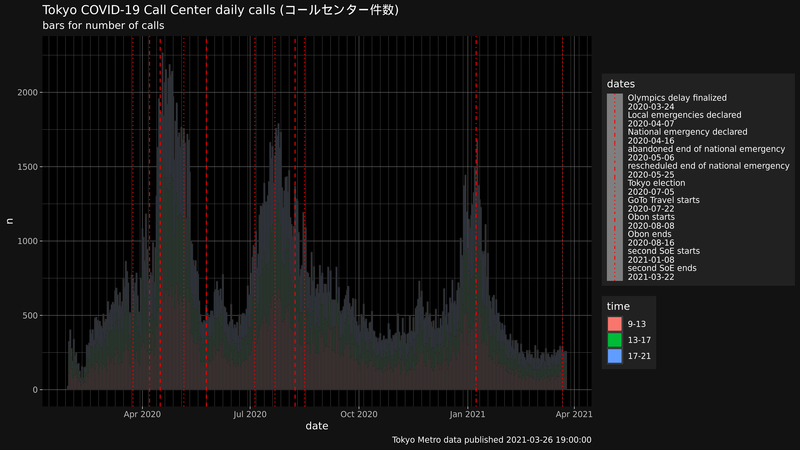 Tokyo COVID-19 Call Center daily calls (コールセンター件数)
bars for number of calls
n
2000
1500
1000
500
0
Apr 2020
Jul 2020
Oct 2020
Jan 2021
Apr 2021
date
Tokyo Metro data published 2021-03-26 19:00:00
dates
Olympics delay finalized
2020-03-24
Local emergencies declared
2020-04-07
National emergency declared
2020-04-16
abandoned end of national emergency
2020-05-06
rescheduled end of national emergency
2020-05-25
Tokyo election
2020-07-05
GoTo Travel starts
2020-07-22
Obon starts
2020-08-08
Obon ends
2020-08-16
second SoE starts
2021-01-08
second SoE ends
2021-03-22
time
9-13
13-17
17-21